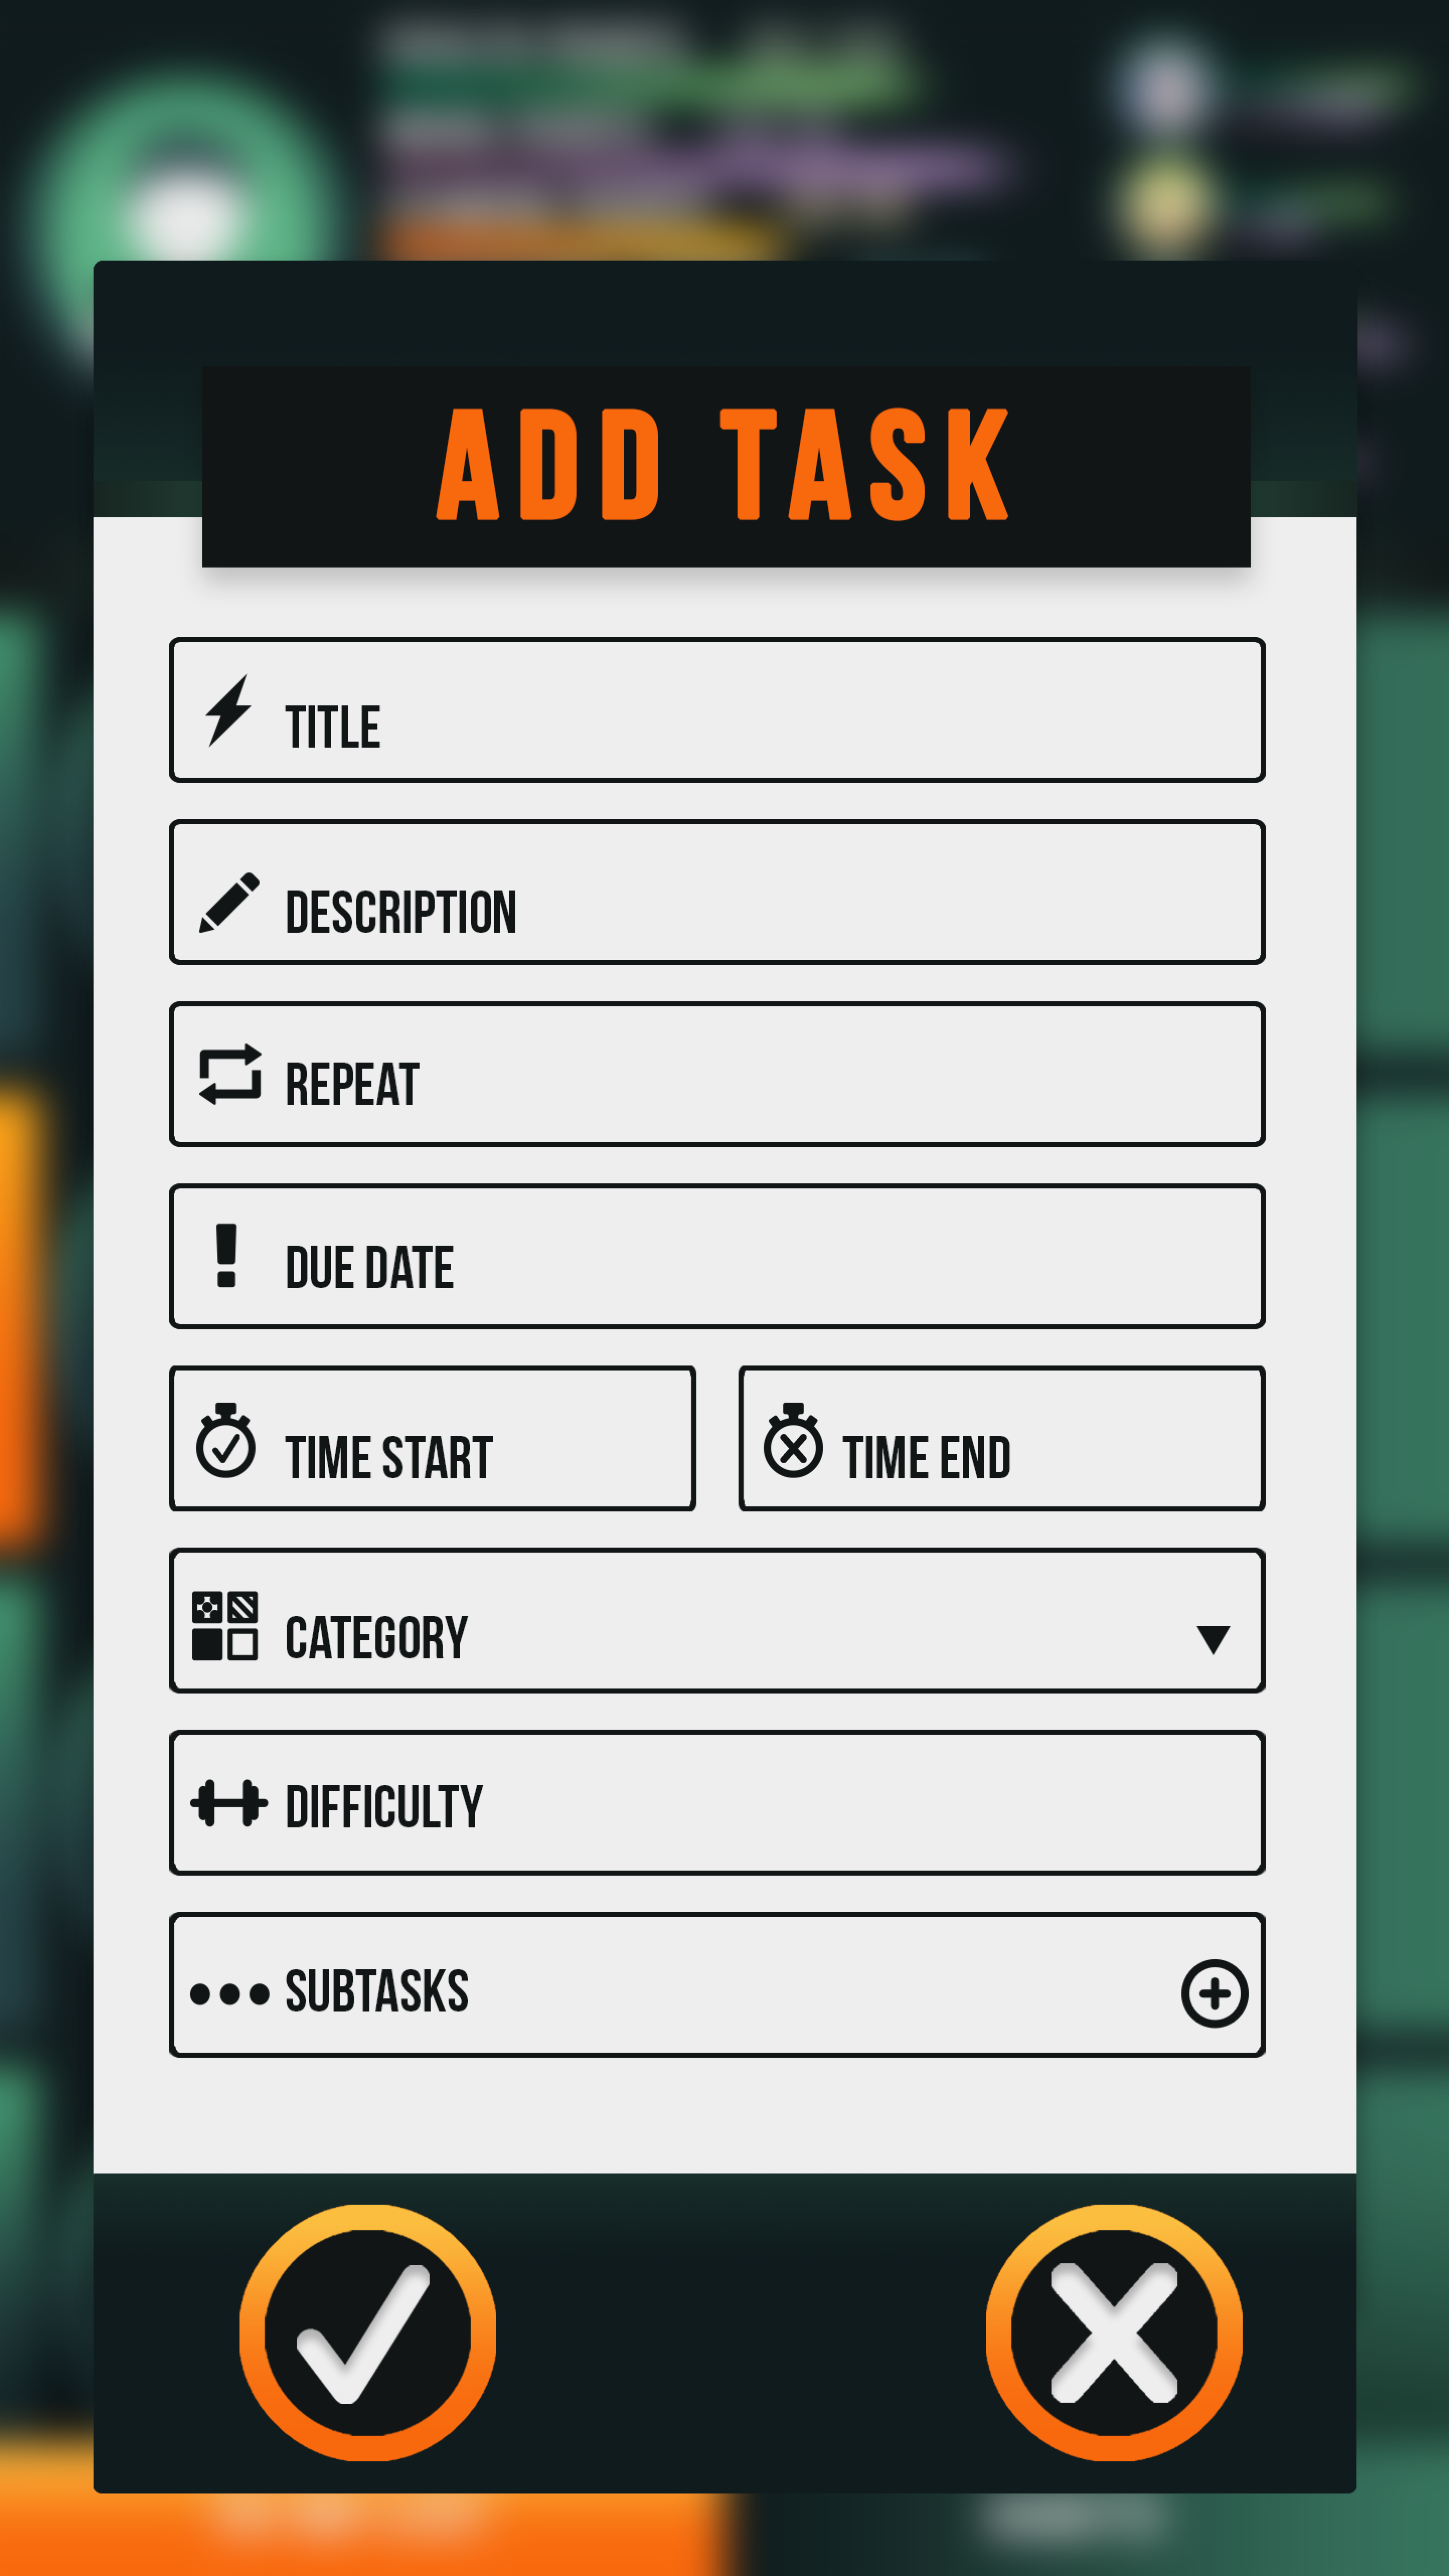 ADD TASK
TITLE
DESCRIPTION
REPEAT
DUE DATE
TIME START
TIME END
CATEGORY
DIFFICULTY
SUBTASKS